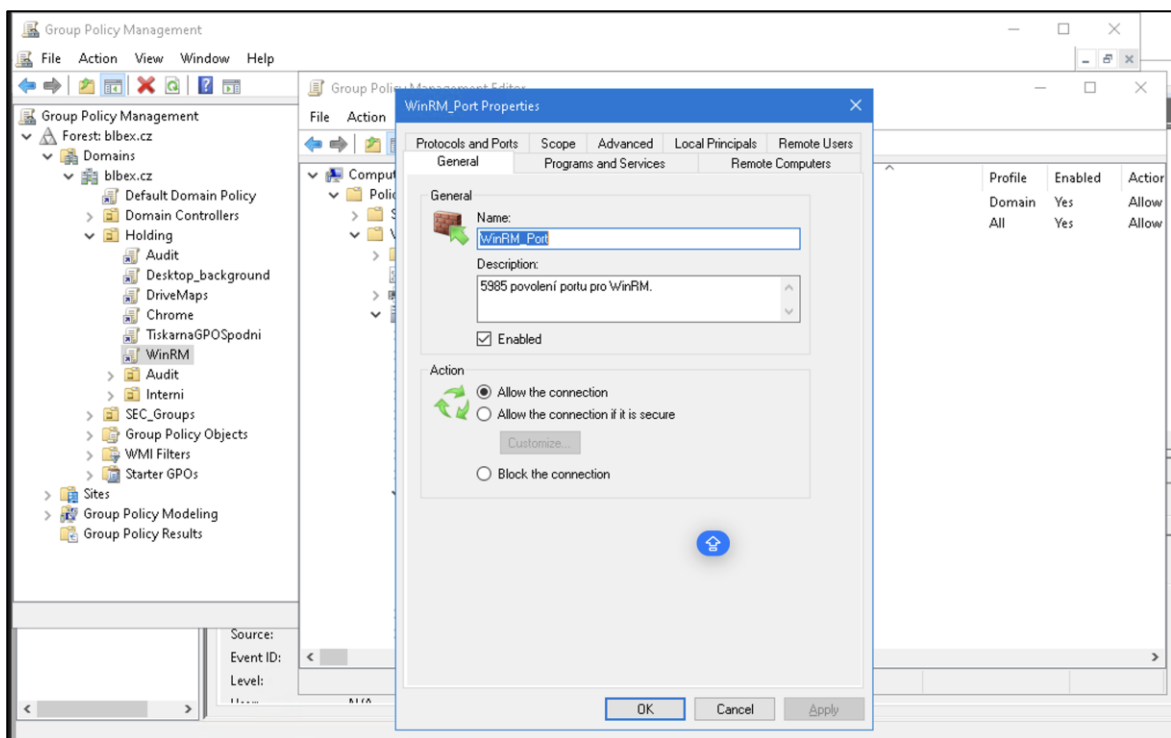 Group Policy Management
File Action View Window Help
Group Policy Management
Forest: blbex.cz
Domains
blbex.cz
Default Domain Policy
Domain Controllers
Holding
Audit
Desktop_background
DriveMaps
Chrome
TiskarnaGPOSpodni
WinRM
Audit
Interni
SEC_Groups
Group Policy Objects
WMI Filters
Starter GPOs
Sites
Group Policy Modeling
Group Policy Results
Source:
Event ID:
Level:
Group Policy Management Editor
File Action
Comput
Polic
Profile Enabled Action
Domain Yes Allow
All Yes Allow
WinRM_Port Properties
Protocols and Ports Scope Advanced Local Principals Remote Users
General Programs and Services Remote Computers
General
Name:
WinRM_Port
Description:
5985 povolení portu pro WinRM.
Enabled
Action
Allow the connection
Allow the connection if it is secure
Customize...
Block the connection
OK Cancel Apply